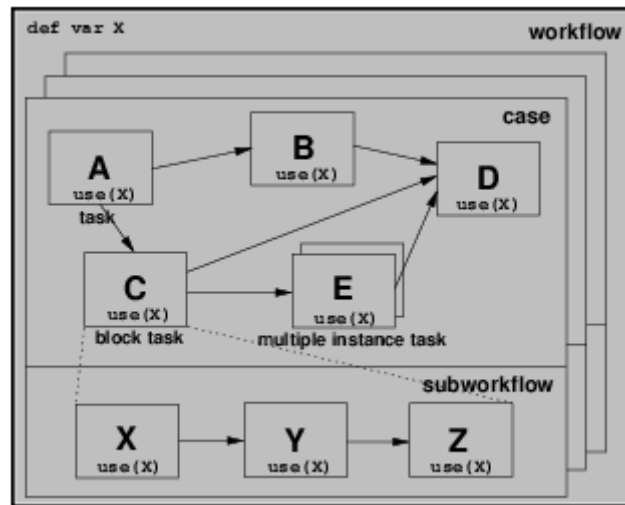 def var X
workflow
case
A
use(X)
task
B
use(X)
D
use(X)
C
use(X)
block task
E
use(X)
multiple instance task
subworkflow
X
use(X)
Y
use(X)
Z
use(X)